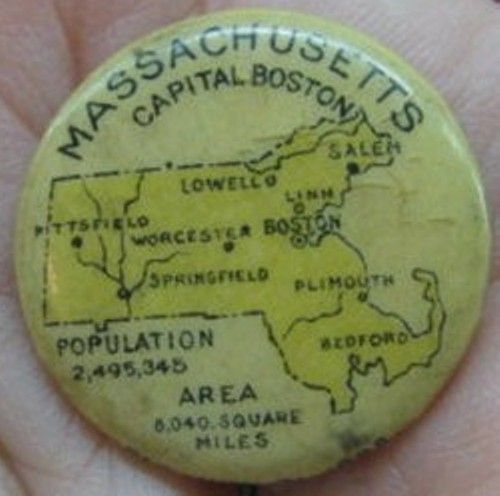 MASSACHUSETTS
CAPITAL BOSTON
SALEM
LOWELL
LINN
PITTSFIELD
WORCESTER
BOSTON
SPRINGFIELD
PLIMOUTH
BEDFORD
POPULATION
2,495,345
AREA
8,040.SQUARE
MILES